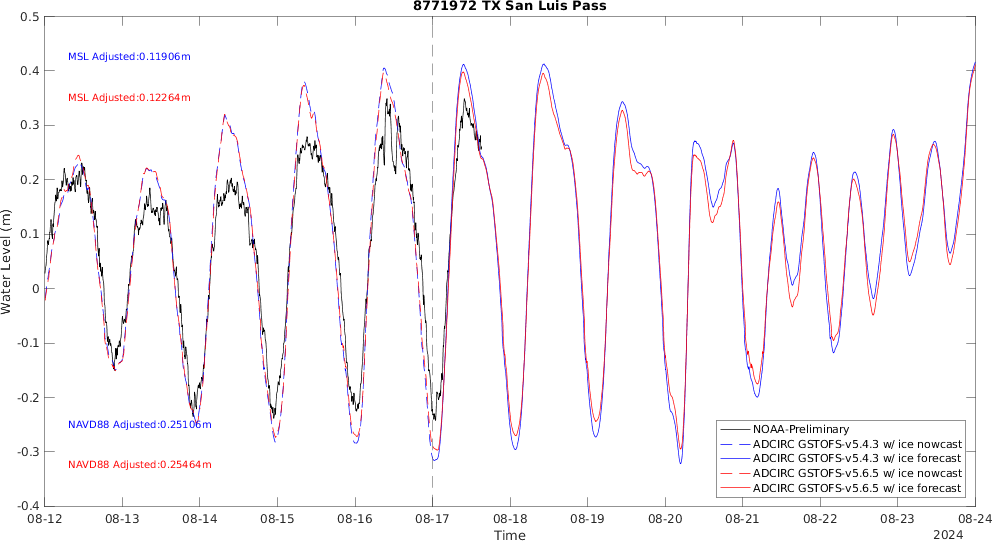 8771972 TX San Luis Pass
0.5
0.4
0.3
0.2
0.1
0
-0.1
-0.2
-0.3
-0.4
Water Level (m)
MSL Adjusted:0.11906m
MSL Adjusted:0.12264m
NAVD88 Adjusted:0.25106m
NAVD88 Adjusted:0.25464m
NOAA-Preliminary
ADCIRC GSTOFS-v5.4.3 w/ ice nowcast
ADCIRC GSTOFS-v5.4.3 w/ ice forecast
ADCIRC GSTOFS-v5.6.5 w/ ice nowcast
ADCIRC GSTOFS-v5.6.5 w/ ice forecast
08-12 08-13 08-14 08-15 08-16 08-17 08-18 08-19 08-20 08-21 08-22 08-23 08-24
Time
2024